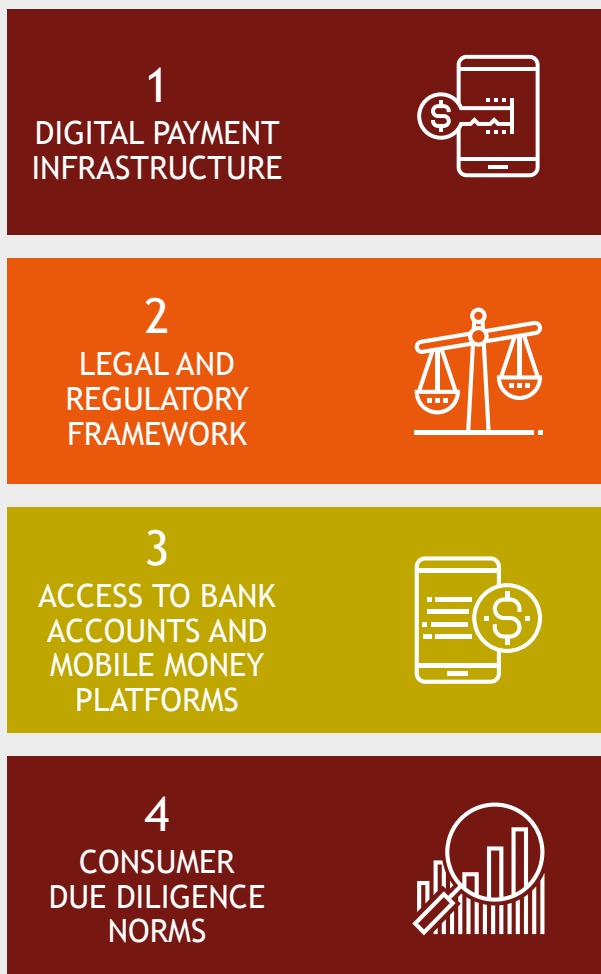 1
DIGITAL PAYMENT
INFRASTRUCTURE
2
LEGAL AND
REGULATORY
FRAMEWORK
3
ACCESS TO BANK
ACCOUNTS AND
MOBILE MONEY
PLATFORMS
4
CONSUMER
DUE DILIGENCE
NORMS